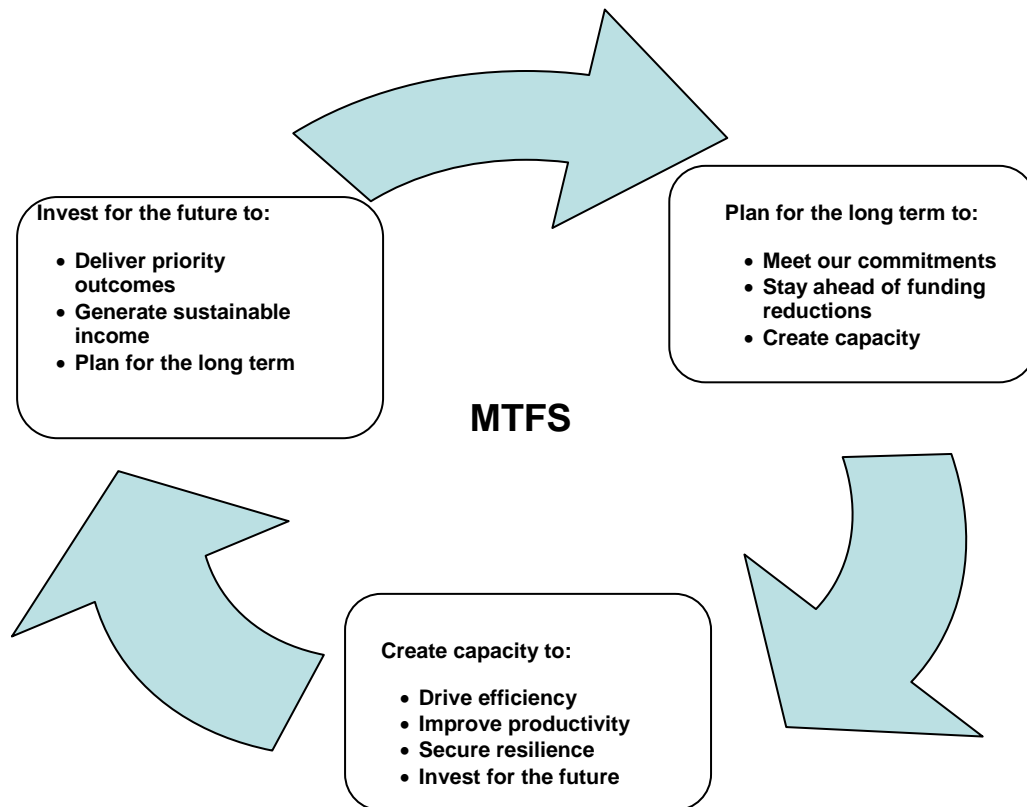 Invest for the future to:
• Deliver priority
outcomes
• Generate sustainable
income
• Plan for the long term
Plan for the long term to:
• Meet our commitments
• Stay ahead of funding
reductions
• Create capacity
MTFS
Create capacity to:
• Drive efficiency
• Improve productivity
• Secure resilience
• Invest for the future